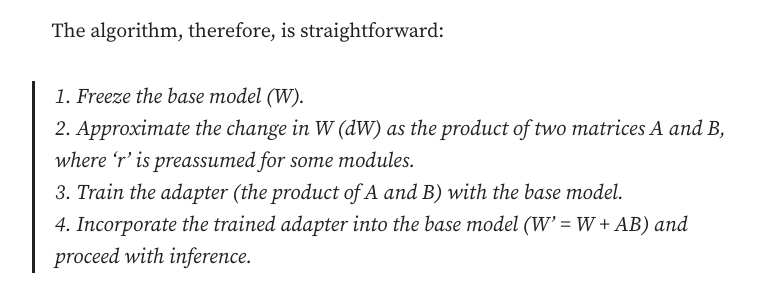 The algorithm, therefore, is straightforward:
1. Freeze the base model (W).
2. Approximate the change in W (dW) as the product of two matrices A and B,
where ‘r’ is preassumed for some modules.
3. Train the adapter (the product of A and B) with the base model.
4. Incorporate the trained adapter into the base model (W’ = W + AB) and
proceed with inference.